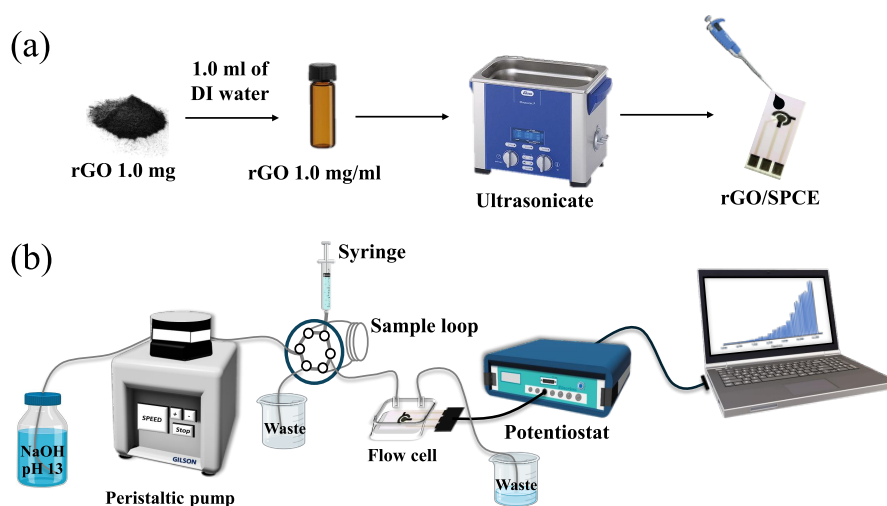 (a)
1.0 ml of
DI water
rGO 1.0 mg
rGO 1.0 mg/ml
Ultrasonicate
rGO/SPCE
(b)
Syringe
Sample loop
SPEED
+
-
Stop
GILSON
NaOH
pH 13
Peristaltic pump
Waste
Flow cell
Potentiostat
Waste